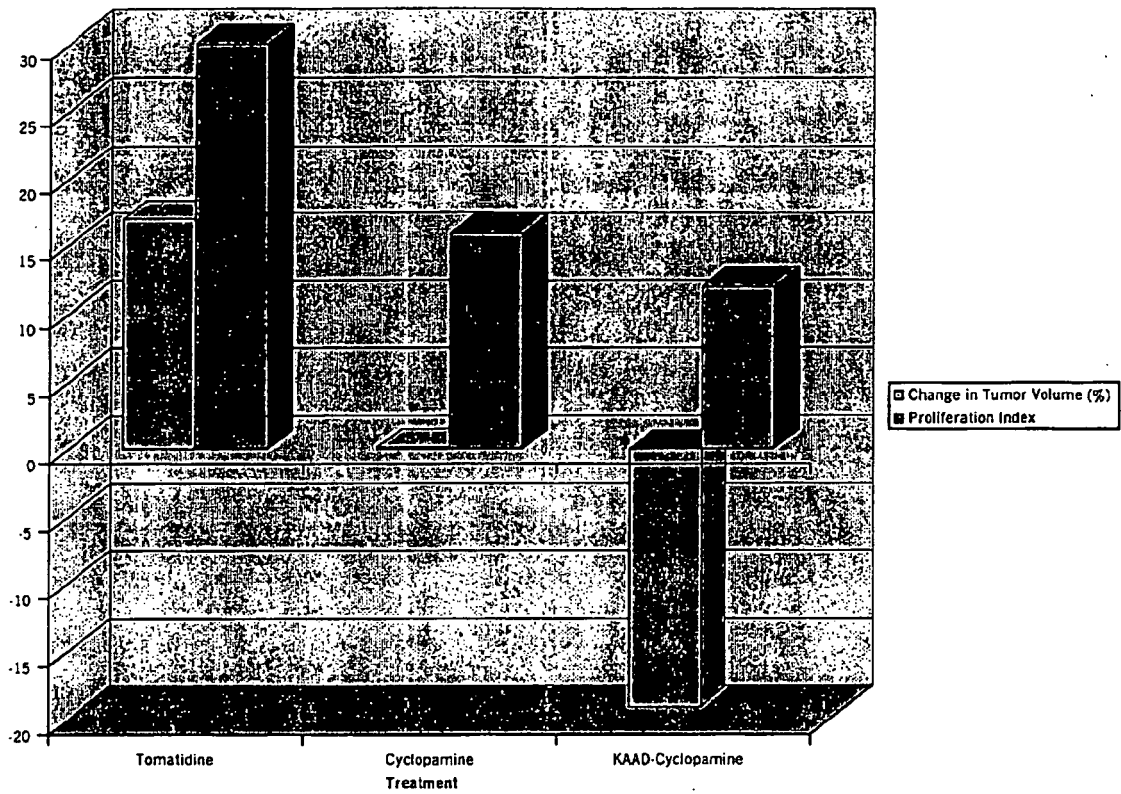 30
25
20
15
10
5
0
-5
-10
-15
-20
Tomatidine
Cyclopamine
KAAD-Cyclopamine
Treatment
Change in Tumor Volume (%)
Proliferation Index